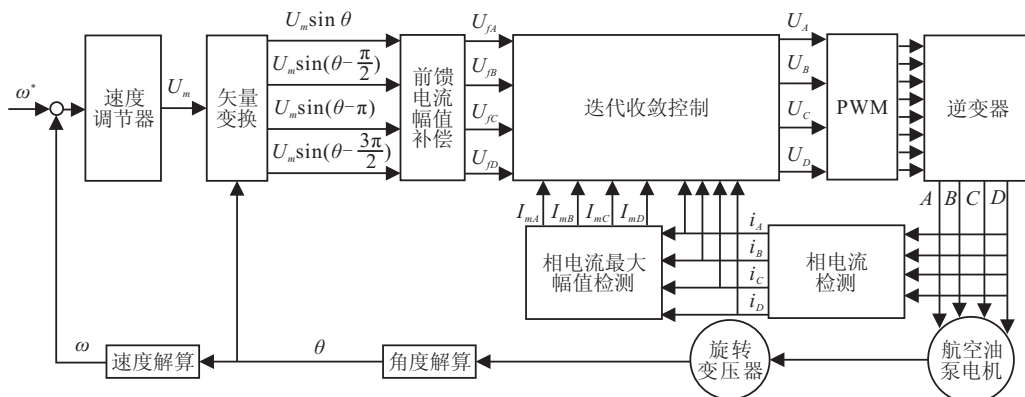 ω*
速度
调节器
U_m
矢量
变换
U_m sin θ
U_m sin(θ-π/2)
U_m sin(θ-π)
U_m sin(θ-3π/2)
前馈
电流
幅值
补偿
U_fA
U_fB
U_fC
U_fD
迭代收敛控制
U_A
U_B
U_C
U_D
PWM
逆变器
A B C D
I_mA I_mB I_mC I_mD
相电流最大
幅值检测
i_A
i_B
i_C
i_D
相电流
检测
ω
速度解算
θ
角度解算
旋转
变压器
航空油
泵电机